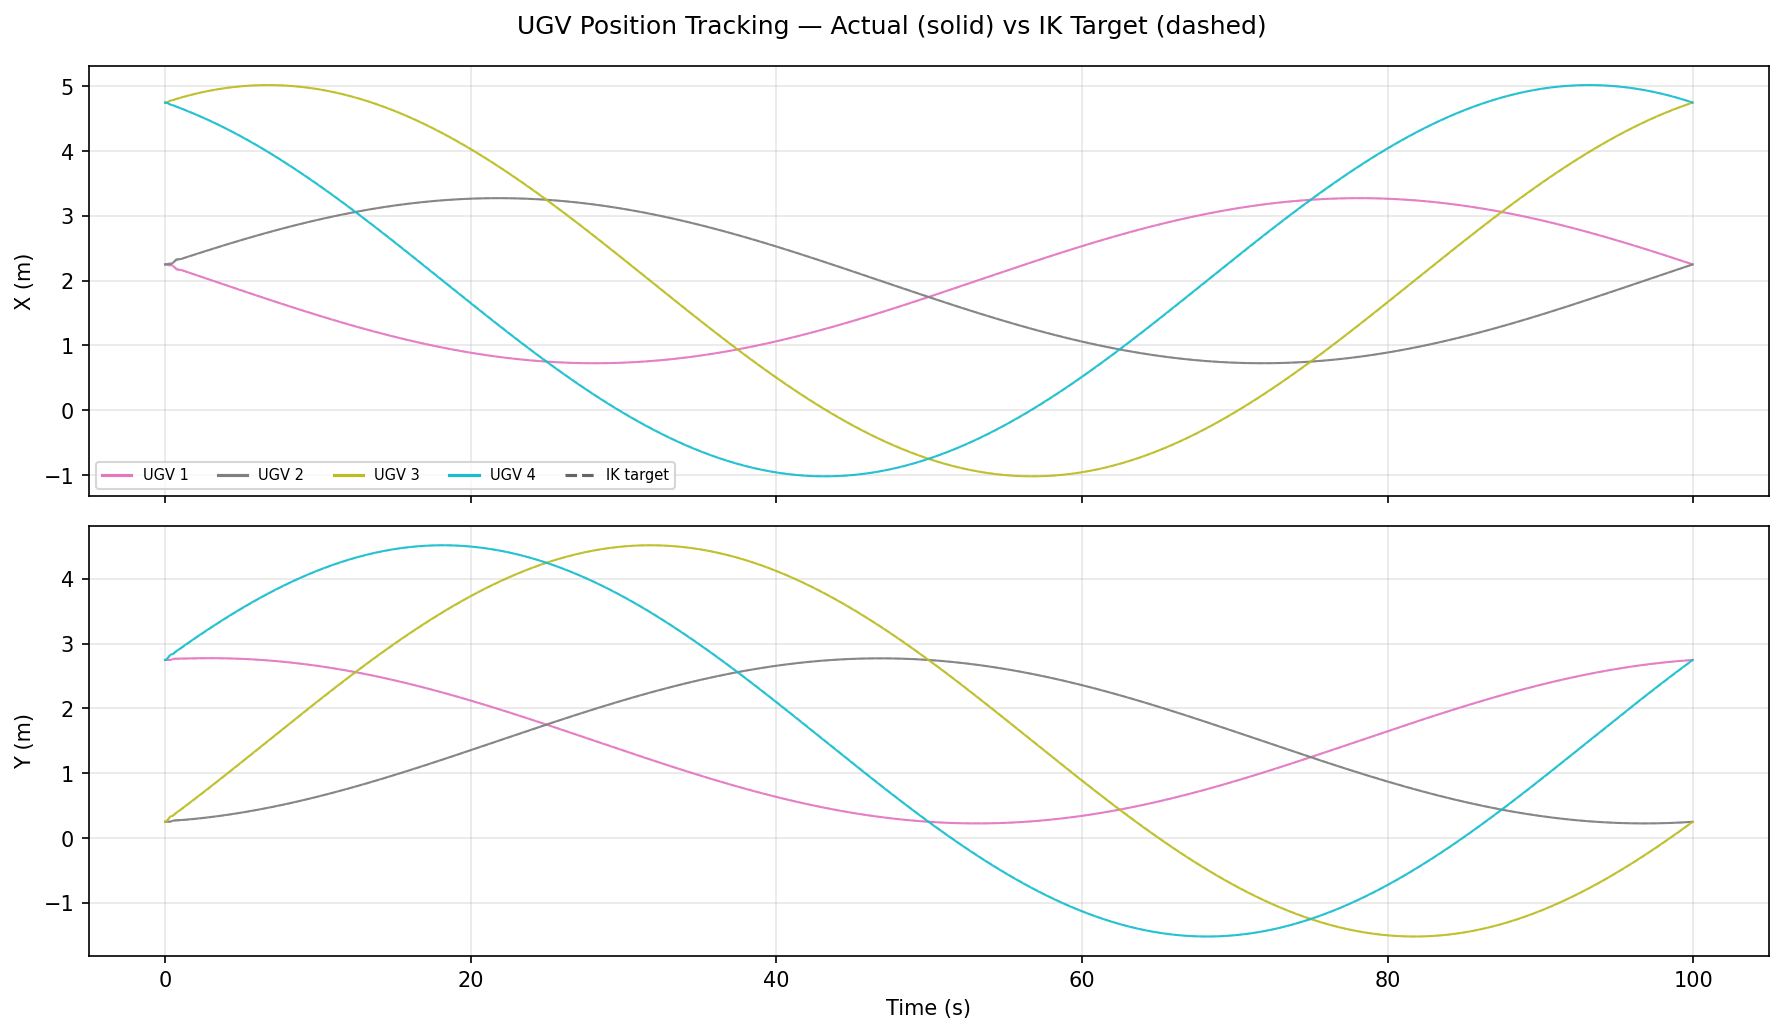 UGV Position Tracking — Actual (solid) vs IK Target (dashed)
5
4
3
2
1
0
−1
X (m)
UGV 1 UGV 2 UGV 3 UGV 4 IK target
4
3
2
1
0
−1
Y (m)
0 20 40 60 80 100
Time (s)